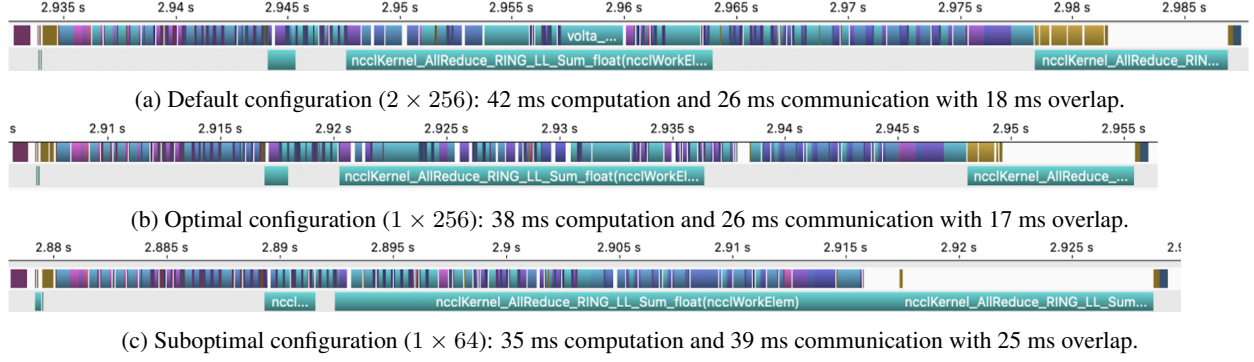 2.935 s 2.94 s 2.945 s 2.95 s 2.955 s 2.96 s 2.965 s 2.97 s 2.975 s 2.98 s 2.985 s
volta_...
ncclKernel_AllReduce_RING_LL_Sum_float(ncclWorkEl... ncclKernel_AllReduce_RIN...
(a) Default configuration (2 × 256): 42 ms computation and 26 ms communication with 18 ms overlap.
s 2.91 s 2.915 s 2.92 s 2.925 s 2.93 s 2.935 s 2.94 s 2.945 s 2.95 s 2.955 s
ncclKernel_AllReduce_RING_LL_Sum_float(ncclWorkEl... ncclKernel_AllReduce_...
(b) Optimal configuration (1 × 256): 38 ms computation and 26 ms communication with 17 ms overlap.
2.88 s 2.885 s 2.89 s 2.895 s 2.9 s 2.905 s 2.91 s 2.915 s 2.92 s 2.925 s 2.9
nccl... ncclKernel_AllReduce_RING_LL_Sum_float(ncclWorkElem) ncclKernel_AllReduce_RING_LL_Sum...
(c) Suboptimal configuration (1 × 64): 35 ms computation and 39 ms communication with 25 ms overlap.